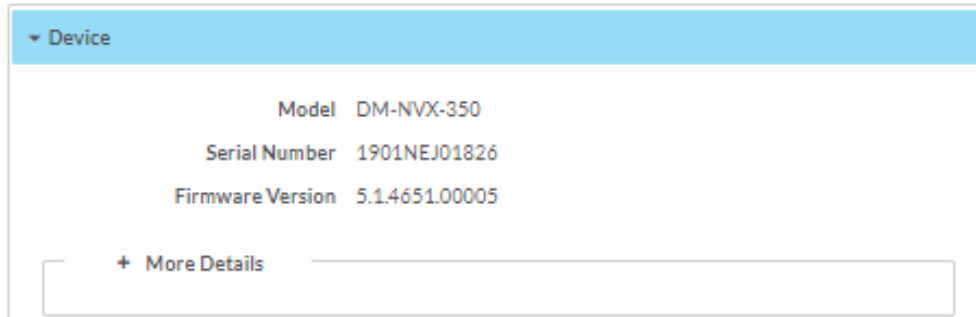 Device
Model DM-NVX-350
Serial Number 1901NEJ01826
Firmware Version 5.1.4651.00005
+ More Details